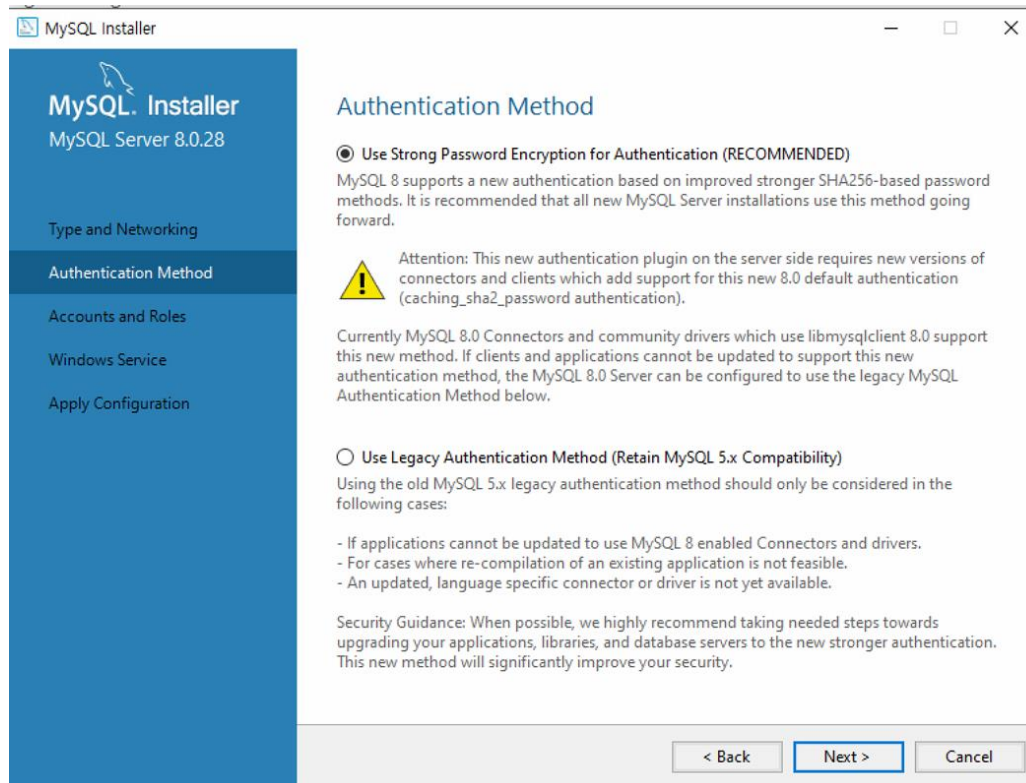 MySQL Installer
MySQL. Installer
MySQL Server 8.0.28
Type and Networking
Authentication Method
Accounts and Roles
Windows Service
Apply Configuration
Authentication Method
Use Strong Password Encryption for Authentication (RECOMMENDED)
MySQL 8 supports a new authentication based on improved stronger SHA256-based password
methods. It is recommended that all new MySQL Server installations use this method going
forward.
Attention: This new authentication plugin on the server side requires new versions of
connectors and clients which add support for this new 8.0 default authentication
(caching_sha2_password authentication).
Currently MySQL 8.0 Connectors and community drivers which use libmysqlclient 8.0 support
this new method. If clients and applications cannot be updated to support this new
authentication method, the MySQL 8.0 Server can be configured to use the legacy MySQL
Authentication Method below.
Use Legacy Authentication Method (Retain MySQL 5.x Compatibility)
Using the old MySQL 5.x legacy authentication method should only be considered in the
following cases:
- If applications cannot be updated to use MySQL 8 enabled Connectors and drivers.
- For cases where re-compilation of an existing application is not feasible.
- An updated, language specific connector or driver is not yet available.
Security Guidance: When possible, we highly recommend taking needed steps towards
upgrading your applications, libraries, and database servers to the new stronger authentication.
This new method will significantly improve your security.
< Back
Next >
Cancel